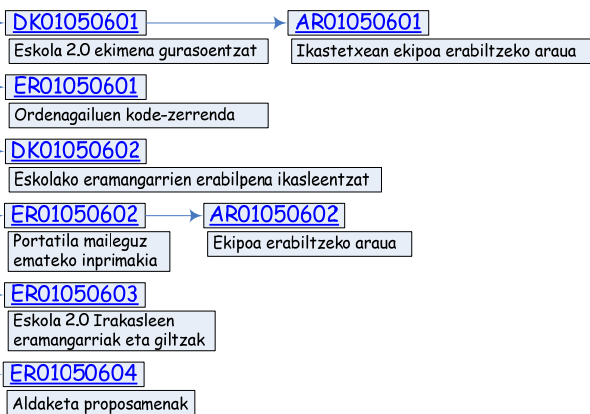 DK01050601
AR01050601
Eskola 2.0 ekimena gurasoentzat
Ikastetxean ekipoa erabiltzeko araua
ER01050601
Ordenagailuen kode-zerrenda
DK01050602
Eskolako eramangarrien erabilpena ikasleentzat
ER01050602
AR01050602
Portatila maileguz
emateko inprimakia
Ekipoa erabiltzeko araua
ER01050603
Eskola 2.0 Irakasleen
eramangarriak eta giltzak
ER01050604
Aldaketa proposamenak